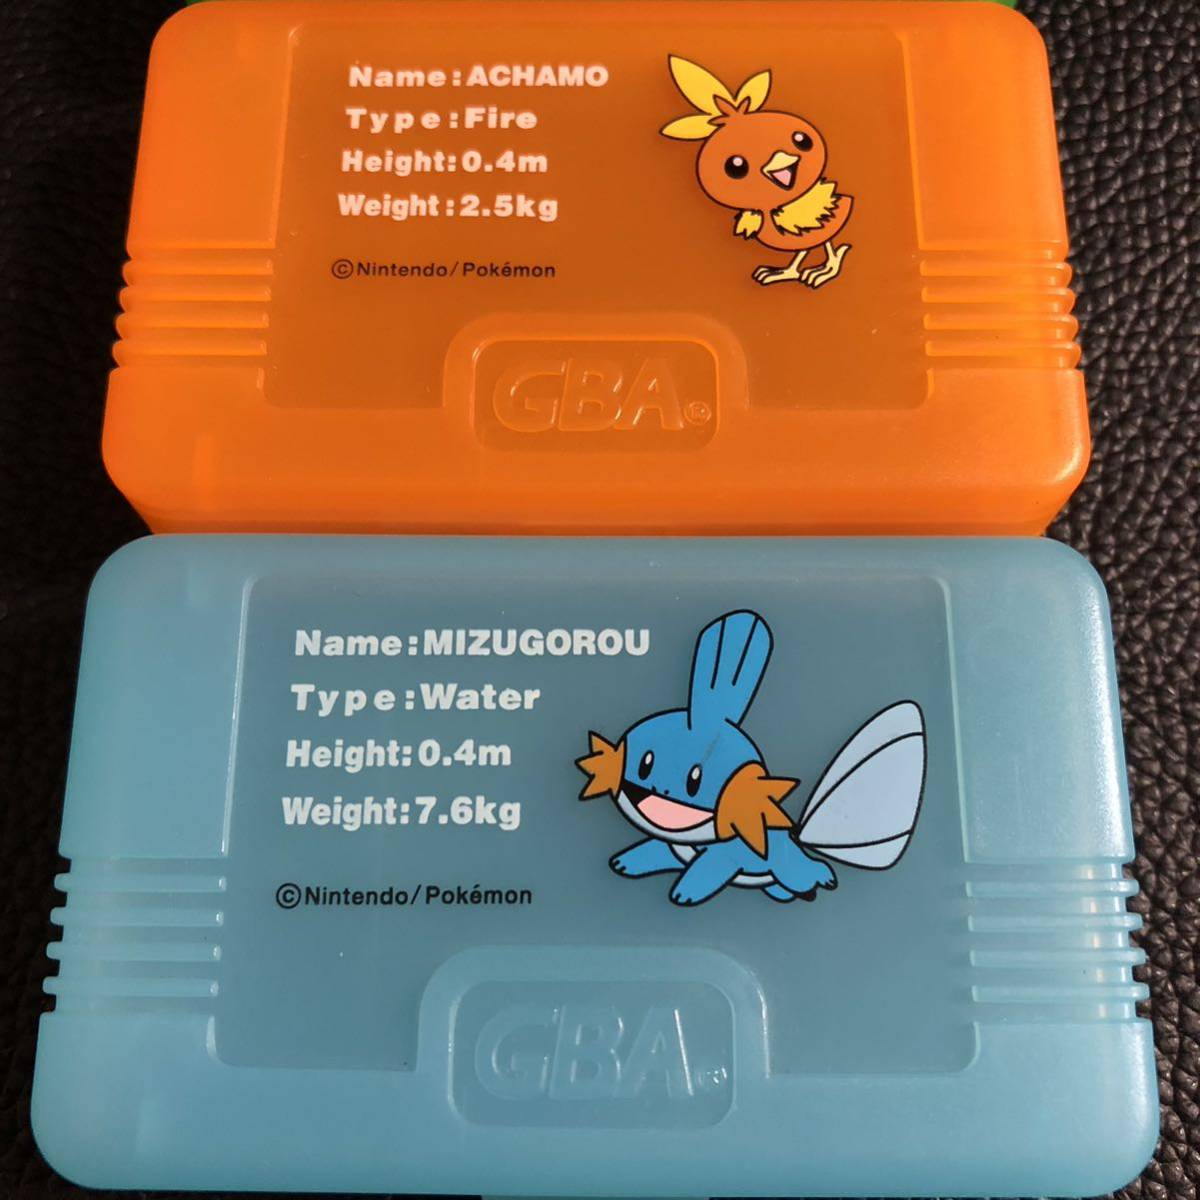 Name:ACHAMO
Type:Fire
Height:0.4m
Weight:2.5kg
©Nintendo/Pokémon
GBA®
Name:MIZUGOROU
Type:Water
Height:0.4m
Weight:7.6kg
©Nintendo/Pokémon
GBA®